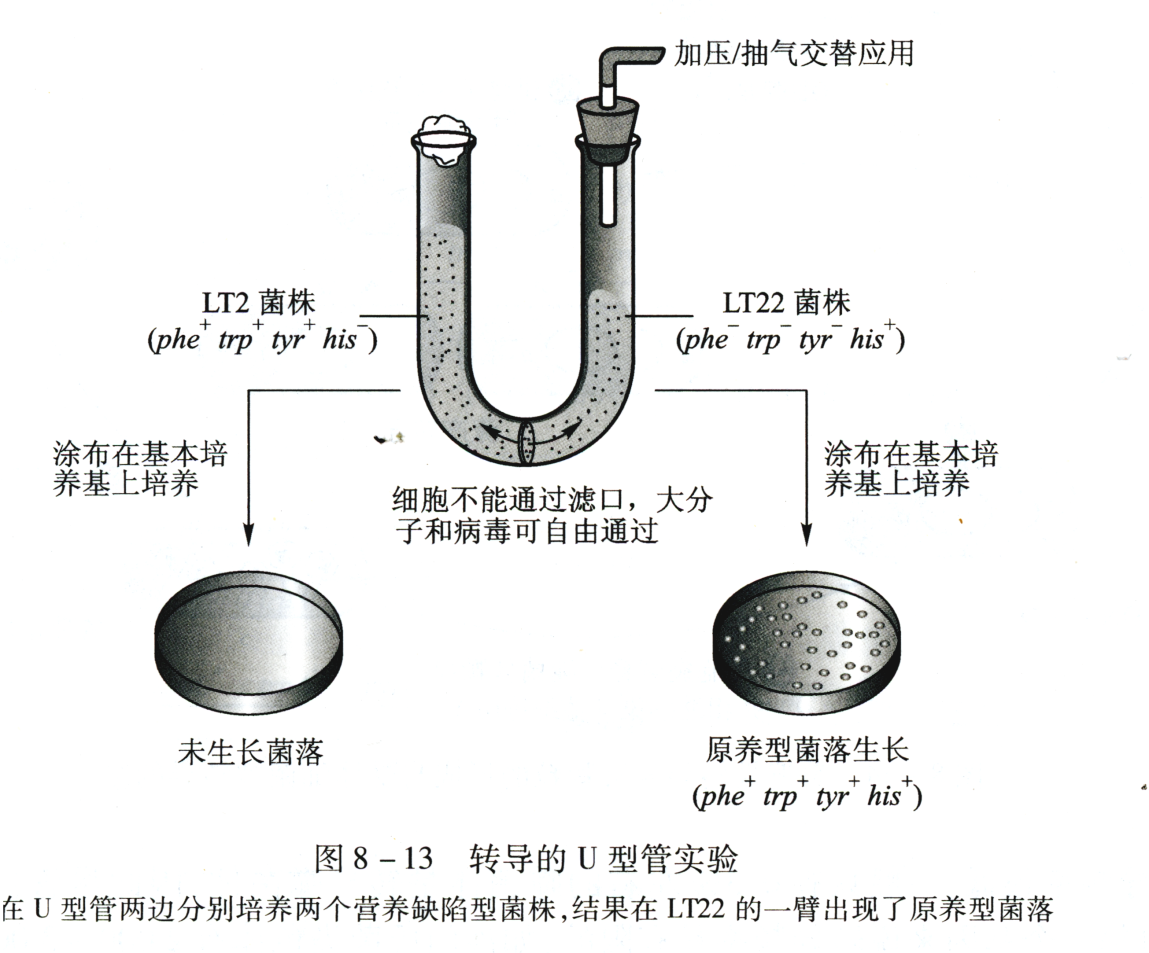 加压/抽气交替应用
LT2 菌株
(phe⁺ trp⁺ tyr⁺ his⁻)
LT22 菌株
(phe⁻ trp⁻ tyr⁻ his⁺)
涂布在基本培
养基上培养
涂布在基本培
养基上培养
细胞不能通过滤口，大分
子和病毒可自由通过
未生长菌落
原养型菌落生长
(phe⁺ trp⁺ tyr⁺ his⁺)
图 8－13 转导的 U 型管实验
在 U 型管两边分别培养两个营养缺陷型菌株,结果在 LT22 的一臂出现了原养型菌落